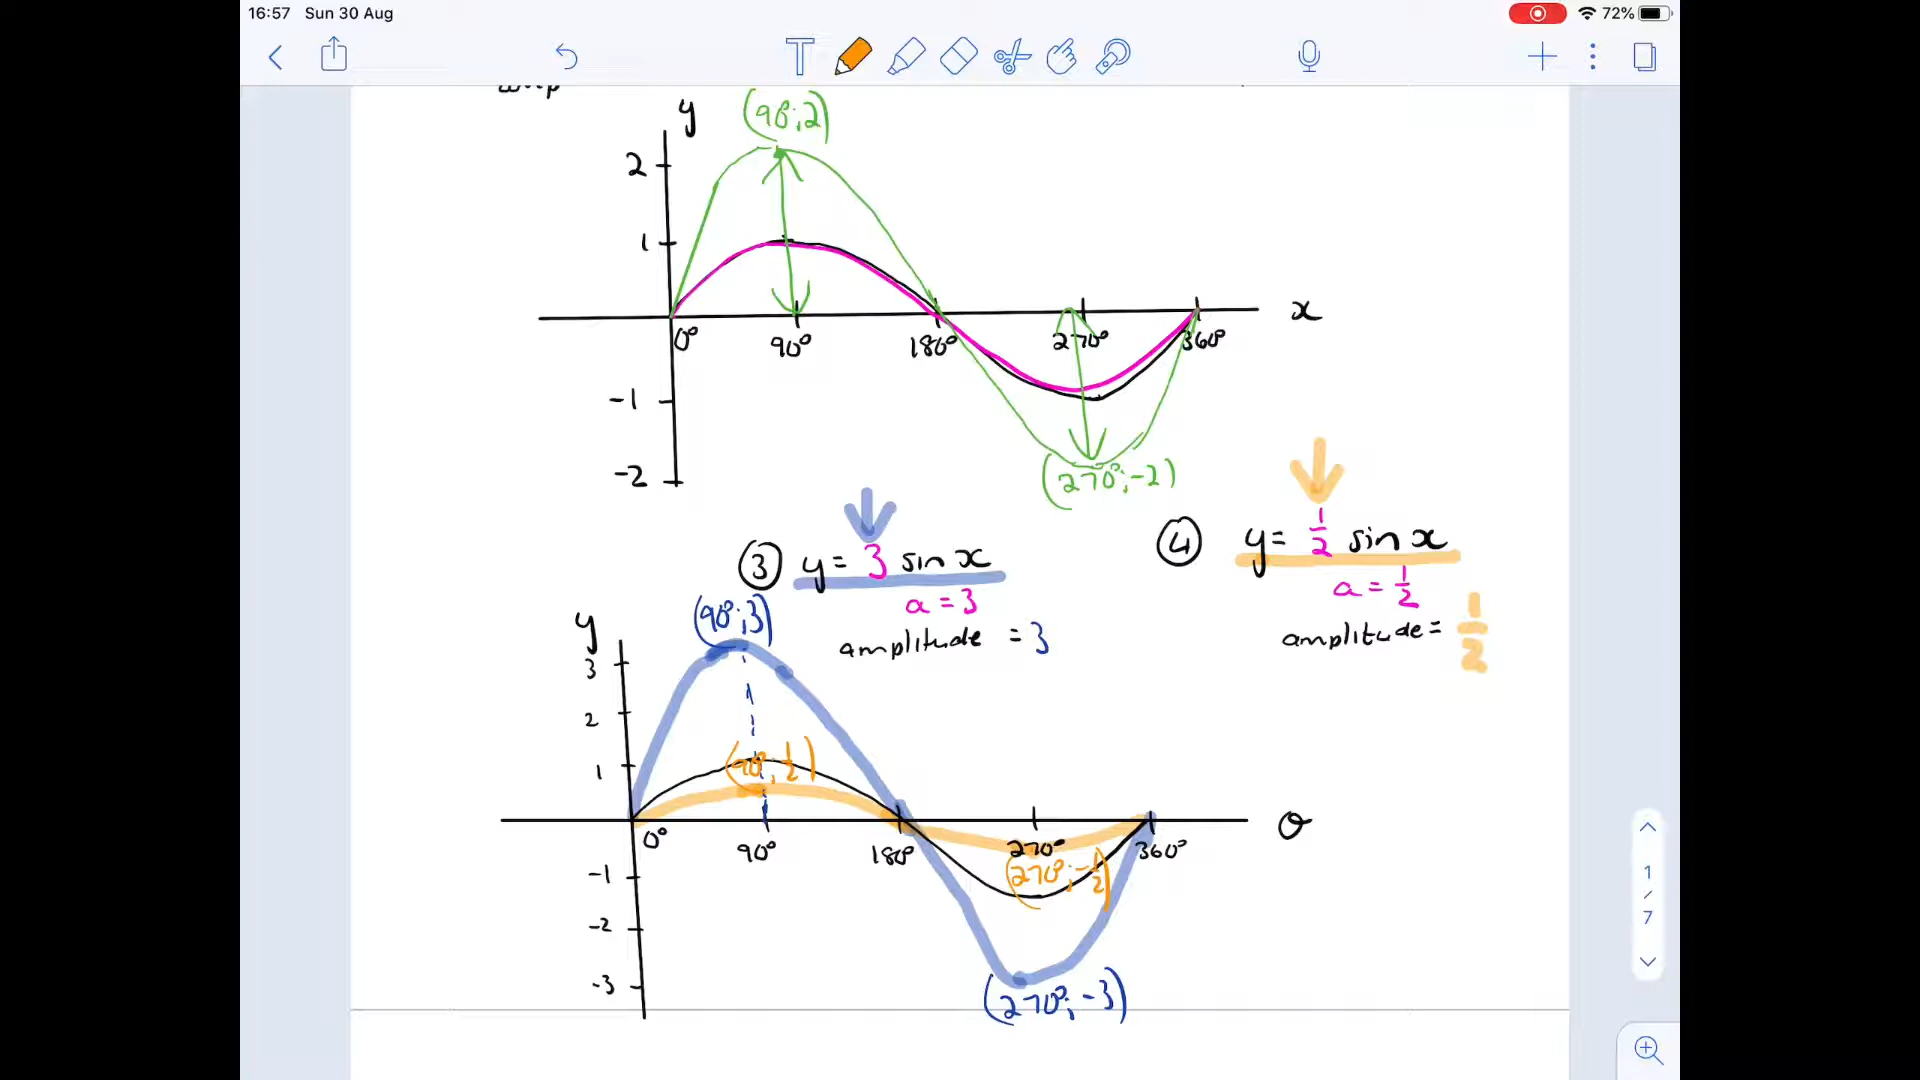 16:57 Sun 30 Aug 72%
T
y
(90°;2)
2
1
x
0° 90° 180° 270° 360°
-1
-2
(270°;-2)
③ y = 3 sin x
a = 3
amplitude = 3
④ y = 1/2 sin x
a = 1/2
amplitude = 1/2
y
(90°;3)
3
2
1
(90°;1/2)
0° 90° 180° 270° 360°
θ
(270°;-1/2)
-1
-2
-3
(270°;-3)
1
/
7